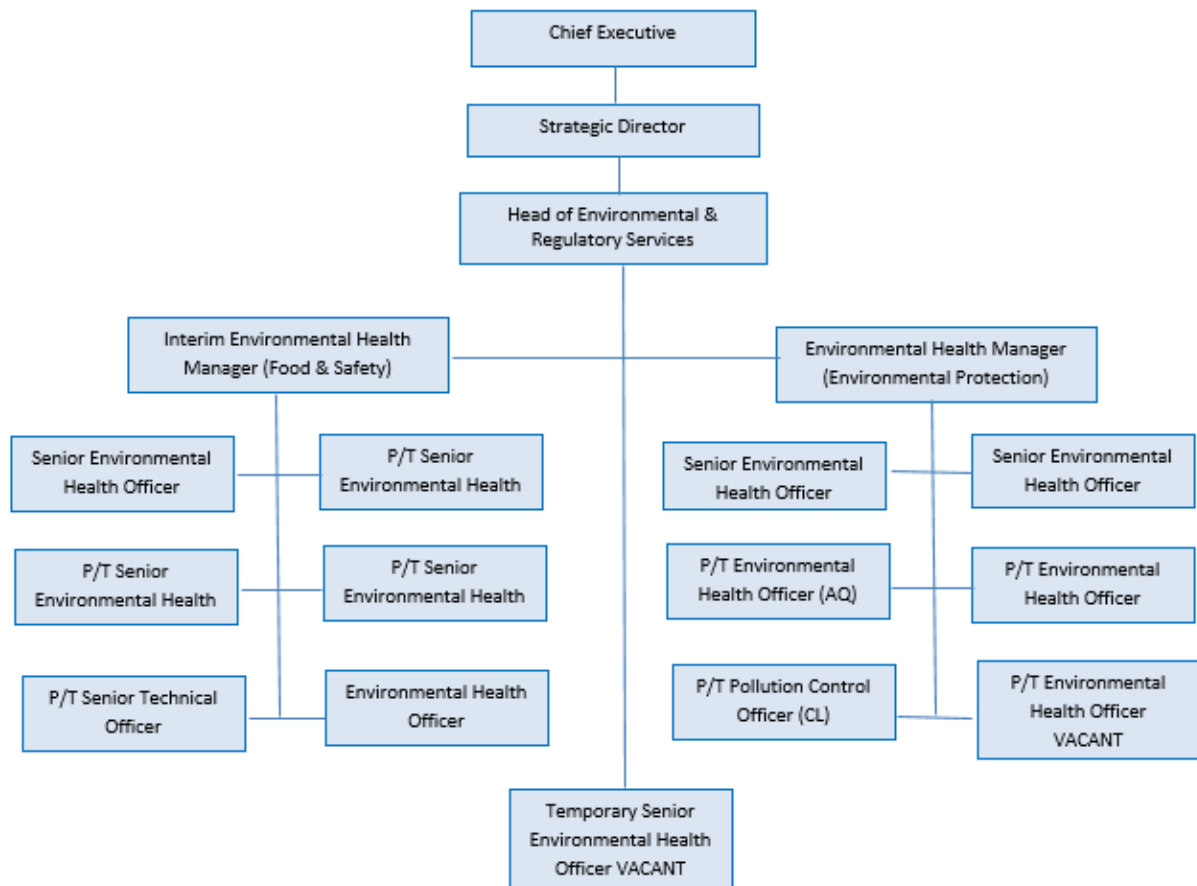 Chief Executive
Strategic Director
Head of Environmental &
Regulatory Services
Interim Environmental Health
Manager (Food & Safety)
Environmental Health Manager
(Environmental Protection)
Senior Environmental
Health Officer
P/T Senior
Environmental Health
Senior Environmental
Health Officer
Senior Environmental
Health Officer
P/T Senior
Environmental Health
P/T Senior
Environmental Health
P/T Environmental
Health Officer (AQ)
P/T Environmental
Health Officer
P/T Senior Technical
Officer
Environmental Health
Officer
P/T Pollution Control
Officer (CL)
P/T Environmental
Health Officer
VACANT
Temporary Senior
Environmental Health
Officer VACANT